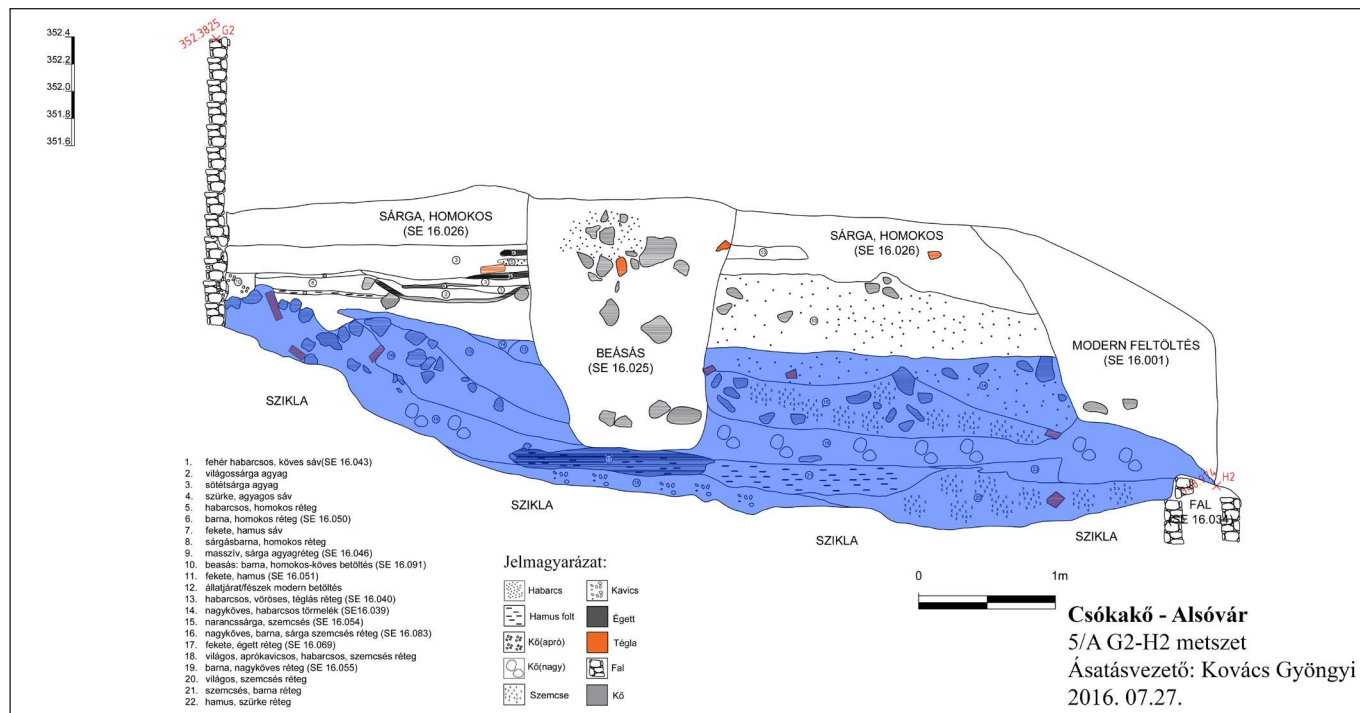 352.4
352.2
352.0
351.8
351.6
352.3825
G2
SÁRGA, HOMOKOS
(SE 16.026)
SÁRGA, HOMOKOS
(SE 16.026)
BEÁSÁS
(SE 16.025)
MODERN FELTÖLTÉS
(SE 16.001)
SZIKLA
SZIKLA
SZIKLA
SZIKLA
H2
FAL
(SE 16.034)
1. fehér habarcsos, köves sáv(SE 16.043)
2. világossárga agyag
3. sötétsárga agyag
4. szürke, agyagos sáv
5. habarcsos, homokos réteg
6. barna, homokos réteg (SE 16.050)
7. fekete, hamus sáv
8. sárgásbarna, homokos réteg
9. masszív, sárga agyagréteg (SE 16.046)
10. beasás: barna, homokos-köves betöltés (SE 16.091)
11. fekete, hamus (SE 16.051)
12. állatjárat/fészek modern betöltés
13. habarcsos, vöröses, téglás réteg (SE 16.040)
14. nagyköves, habarcsos törmelék (SE16.039)
15. narancssárga, szemcsés (SE 16.054)
16. nagyköves, barna, sárga szemcsés réteg (SE 16.083)
17. fekete, égett réteg (SE 16.069)
18. világos, aprókavicsos, habarcsos, szemcsés réteg
19. barna, nagyköves réteg (SE 16.055)
20. világos, szemcsés réteg
21. szemcsés, barna réteg
22. hamus, szürke réteg
Jelmagyarázat:
Habarcs
Kavics
Hamus folt
Égett
Kő(apró)
Tégla
Kő(nagy)
Fal
Szemcse
Kő
0 1m
Csókakő - Alsóvár
5/A G2-H2 metszet
Ásatásvezető: Kovács Gyöngyi
2016. 07.27.